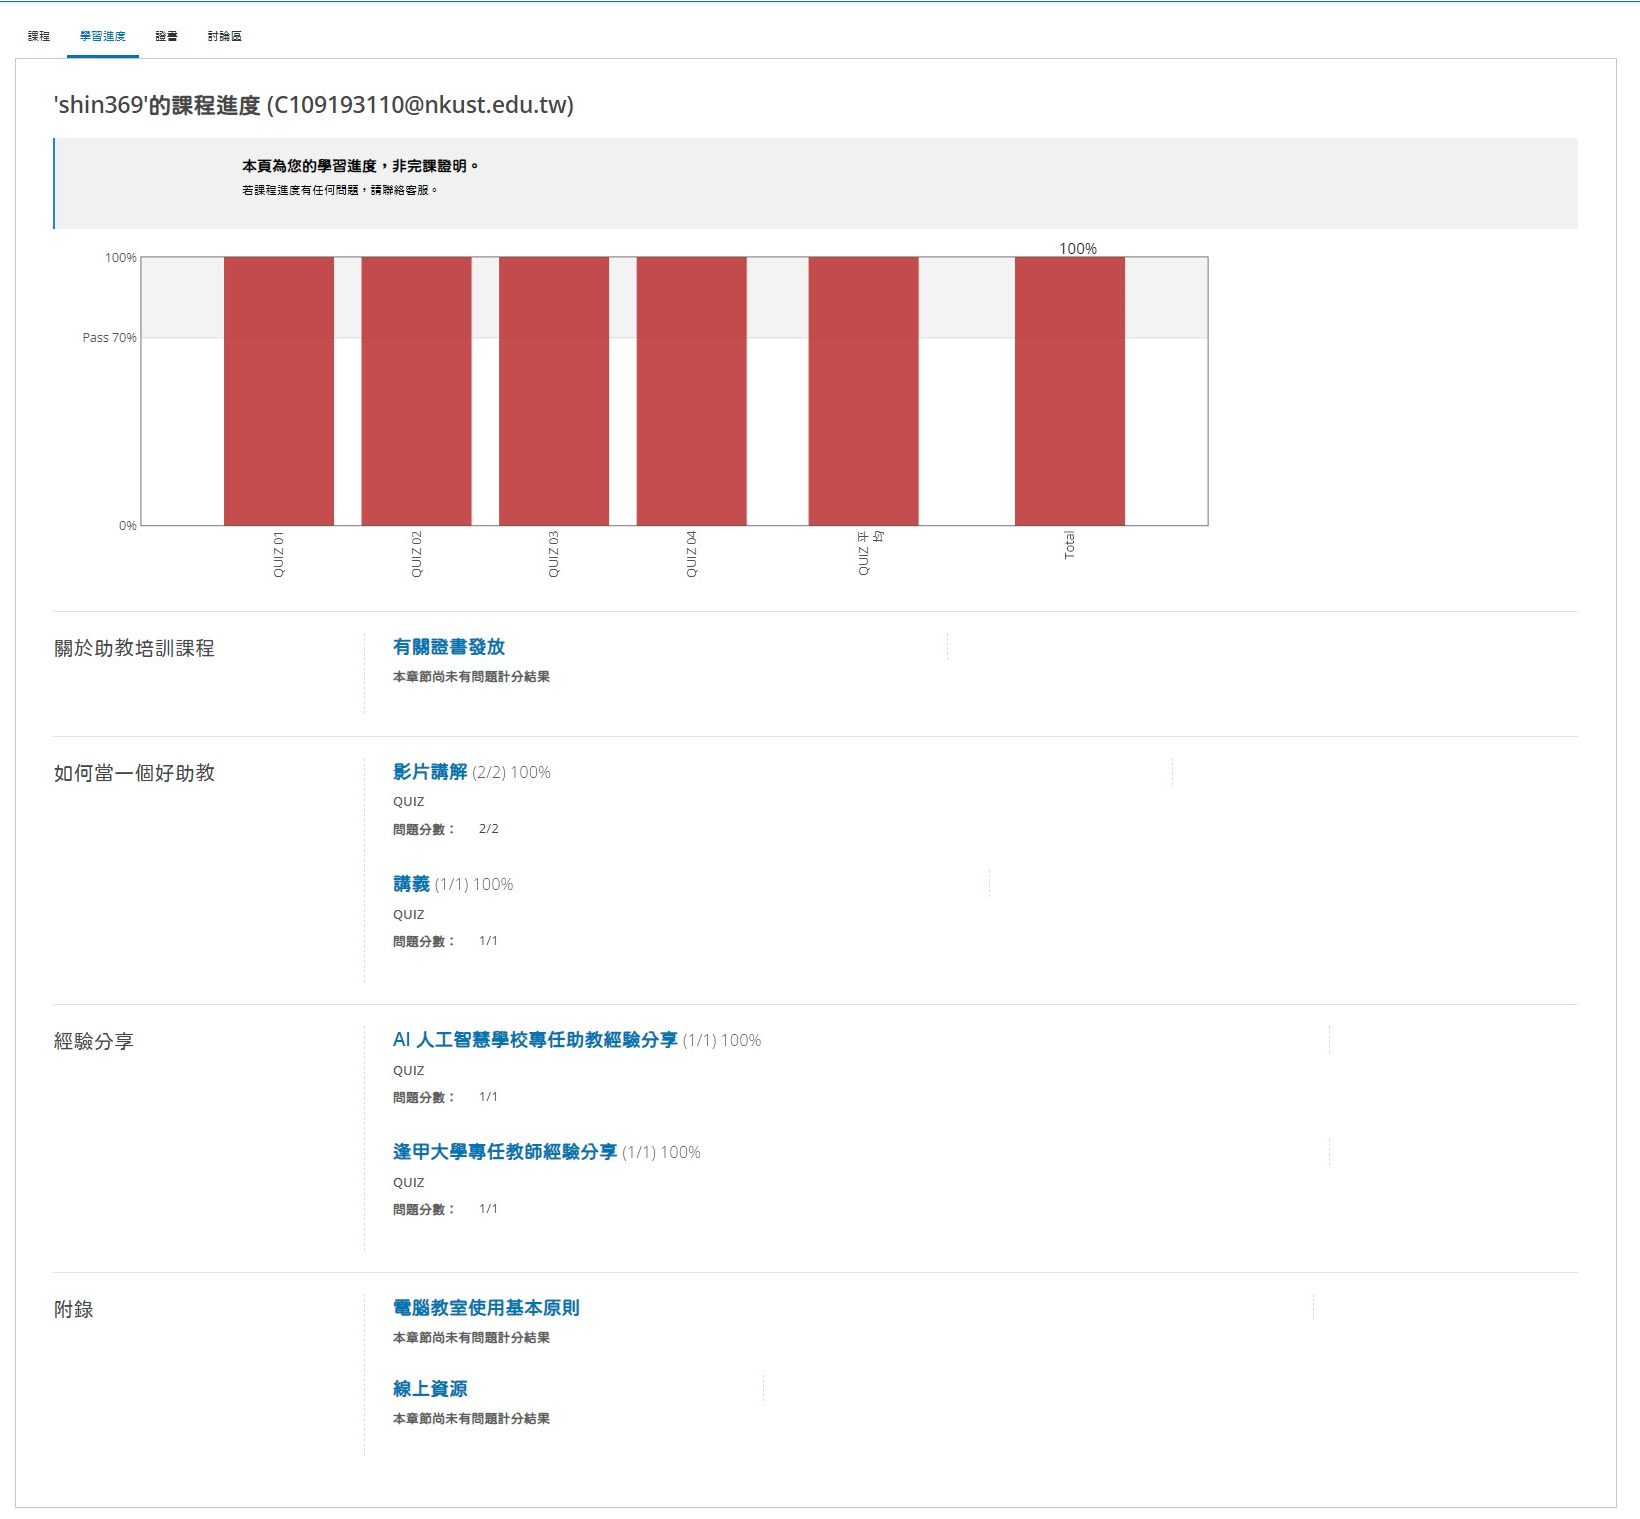 課程 學習進度 證書 討論區
'shin369'的課程進度 (C109193110@nkust.edu.tw)
本頁為您的學習進度，非完課證明。
若課程進度有任何問題，請聯絡客服。
100%
100%
Pass 70%
0%
QUIZ 01
QUIZ 02
QUIZ 03
QUIZ 04
QUIZ 平
均
Total
關於助教培訓課程
有關證書發放
本章節尚未有問題計分結果
如何當一個好助教
影片講解 (2/2) 100%
QUIZ
問題分數： 2/2
講義 (1/1) 100%
QUIZ
問題分數： 1/1
經驗分享
AI 人工智慧學校專任助教經驗分享 (1/1) 100%
QUIZ
問題分數： 1/1
逢甲大學專任教師經驗分享 (1/1) 100%
QUIZ
問題分數： 1/1
附錄
電腦教室使用基本原則
本章節尚未有問題計分結果
線上資源
本章節尚未有問題計分結果